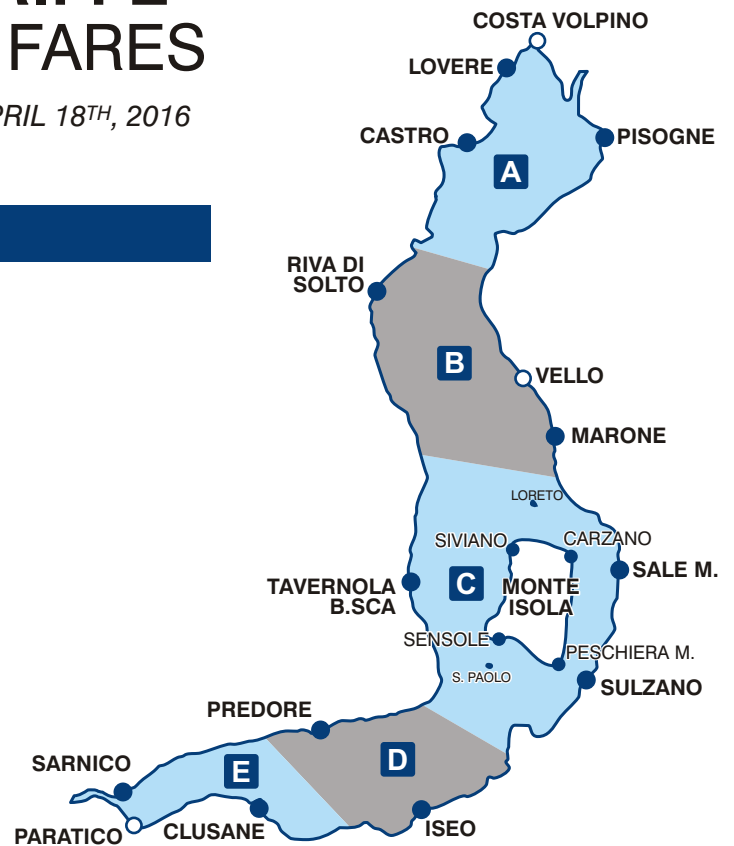 FARES
APRIL 18TH, 2016
COSTA VOLPINO
LOVERE
CASTRO
PISOGNE
A
RIVA DI
SOLTO
B
VELLO
MARONE
LORETO
SIVIANO
CARZANO
SALE M.
TAVERNOLA
B.SCA
C
MONTE
ISOLA
SENSOLE
PESCHIERA M.
S. PAOLO
SULZANO
PREDORE
D
SARNICO
E
PARATICO
CLUSANE
ISEO